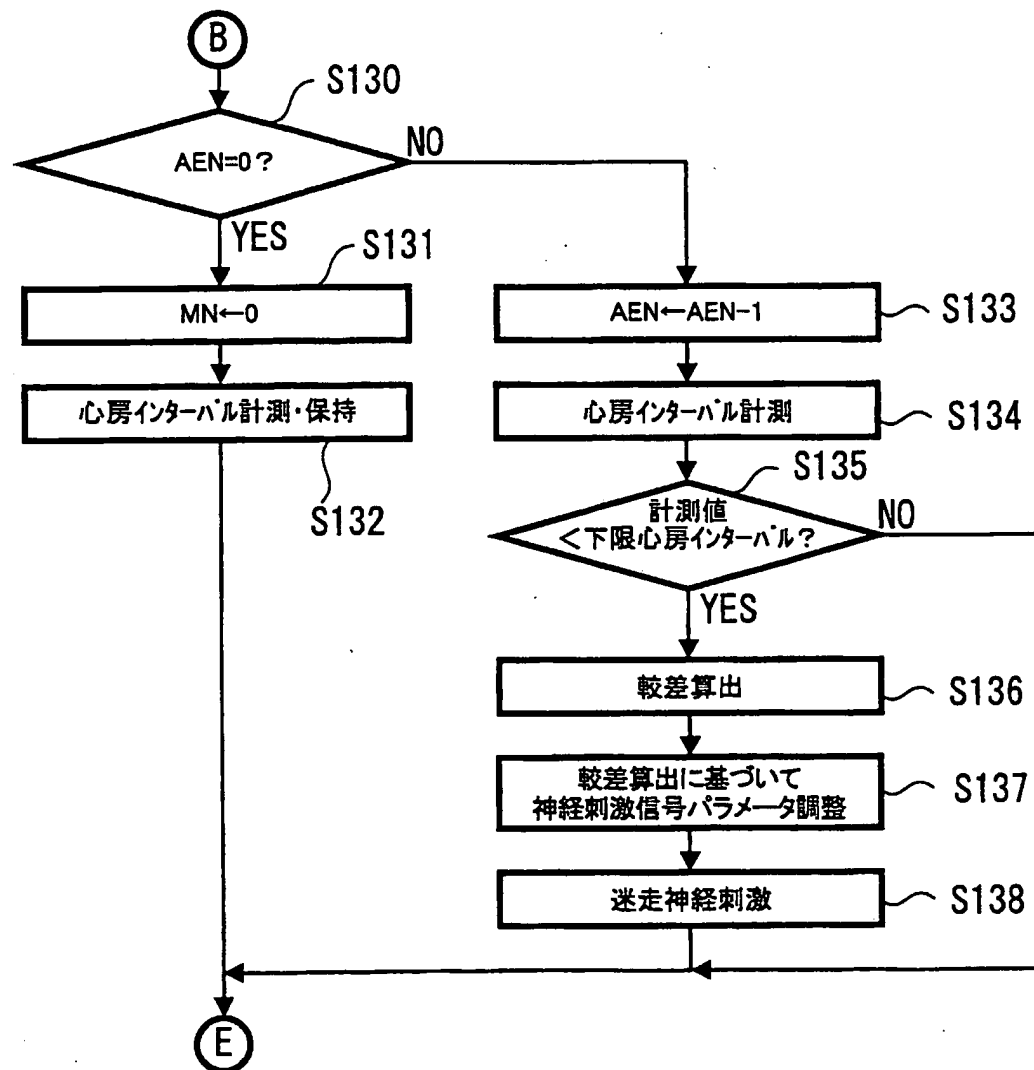 B
S130
AEN=0?
NO
YES
S131
MN←0
AEN←AEN-1
S133
心房インターバル計測・保持
心房インターバル計測
S134
S132
S135
計測値
<下限心房インターバル?
NO
YES
較差算出
S136
較差算出に基づいて
神経刺激信号パラメータ調整
S137
迷走神経刺激
S138
E